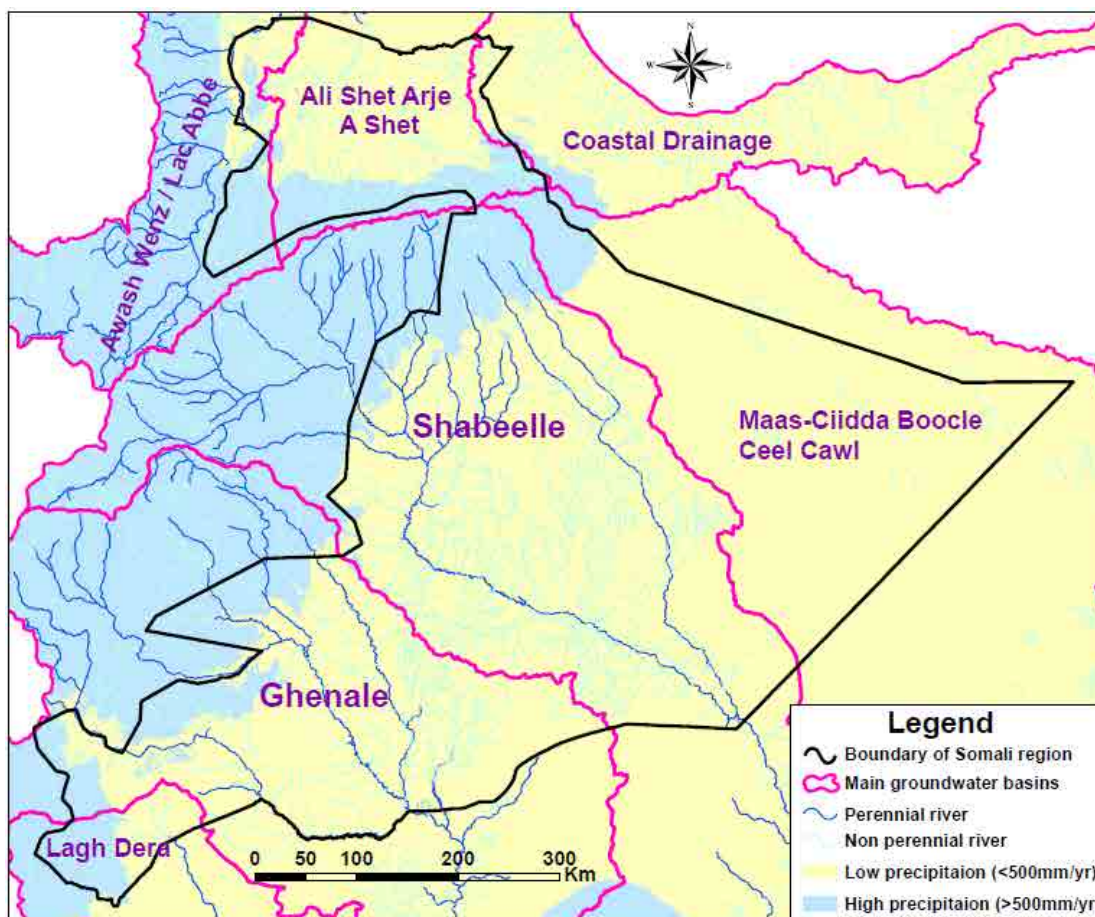 N
W E
S
Ali Shet Arje
A Shet
Coastal Drainage
Awash Wenz / Lac Abbe
Shabeelle
Maas-Ciidda Boocle
Ceel Cawl
Ghenale
Lagh Dera
0 50 100 200 300
Km
Legend
Boundary of Somali region
Main groundwater basins
Perennial river
Non perennial river
Low precipitaion (<500mm/yr)
High precipitaion (>500mm/yr)